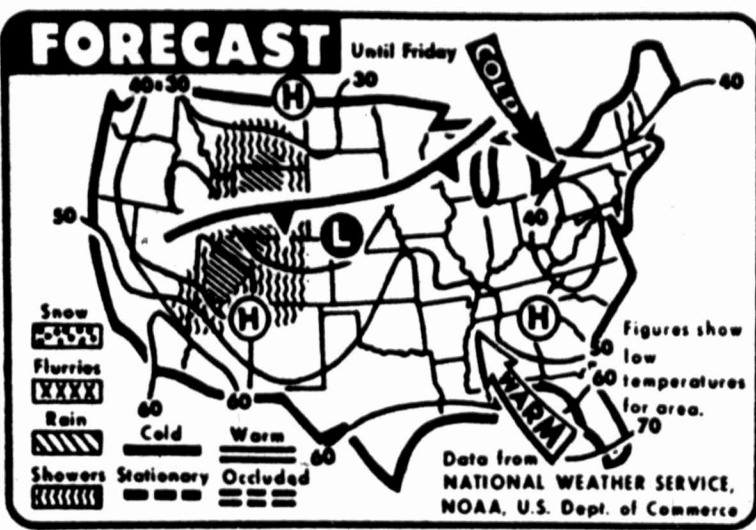 FORECAST
Until Friday
COLD
40
30
H
30
40
50
L
40
H
H
Snow
Flurries
Rain
Showers
60
60
60
50
60
70
Figures show
low
temperatures
for area.
WARM
Cold
Warm
Stationary
Occluded
Data from
NATIONAL WEATHER SERVICE,
NOAA, U.S. Dept. of Commerce